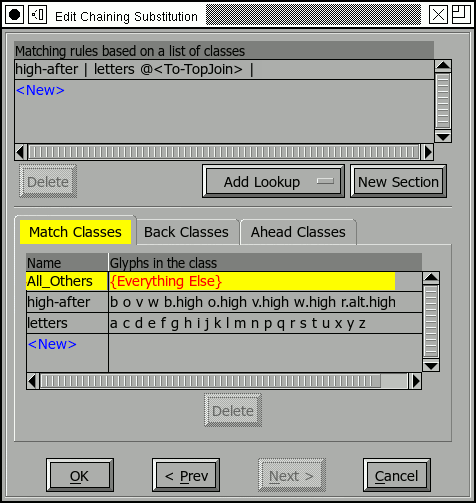 Edit Chaining Substitution
Matching rules based on a list of classes
high-after | letters @<To-TopJoin> |
<New>
Delete
Add Lookup
New Section
Match Classes
Back Classes
Ahead Classes
Name Glyphs in the class
All_Others {Everything Else}
high-after b o v w b.high o.high v.high w.high r.alt.high
letters a c d e f g h i j k l m n p q r s t u x y z
<New>
Delete
OK
< Prev
Next >
Cancel